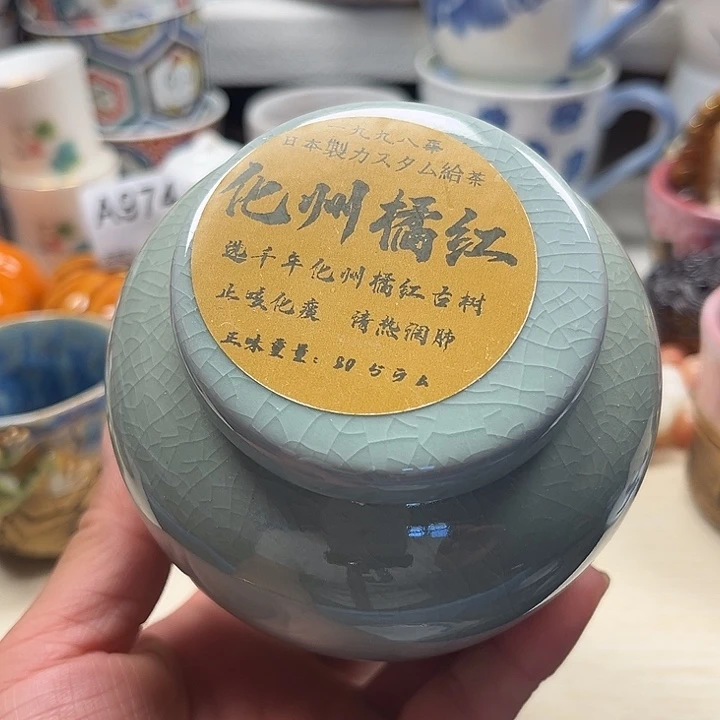 一九九八年
日本製カスタム給茶
化州橘红
选千年化州橘红古树
止咳化痰 清热润肺
正味重量：80グラム
A974